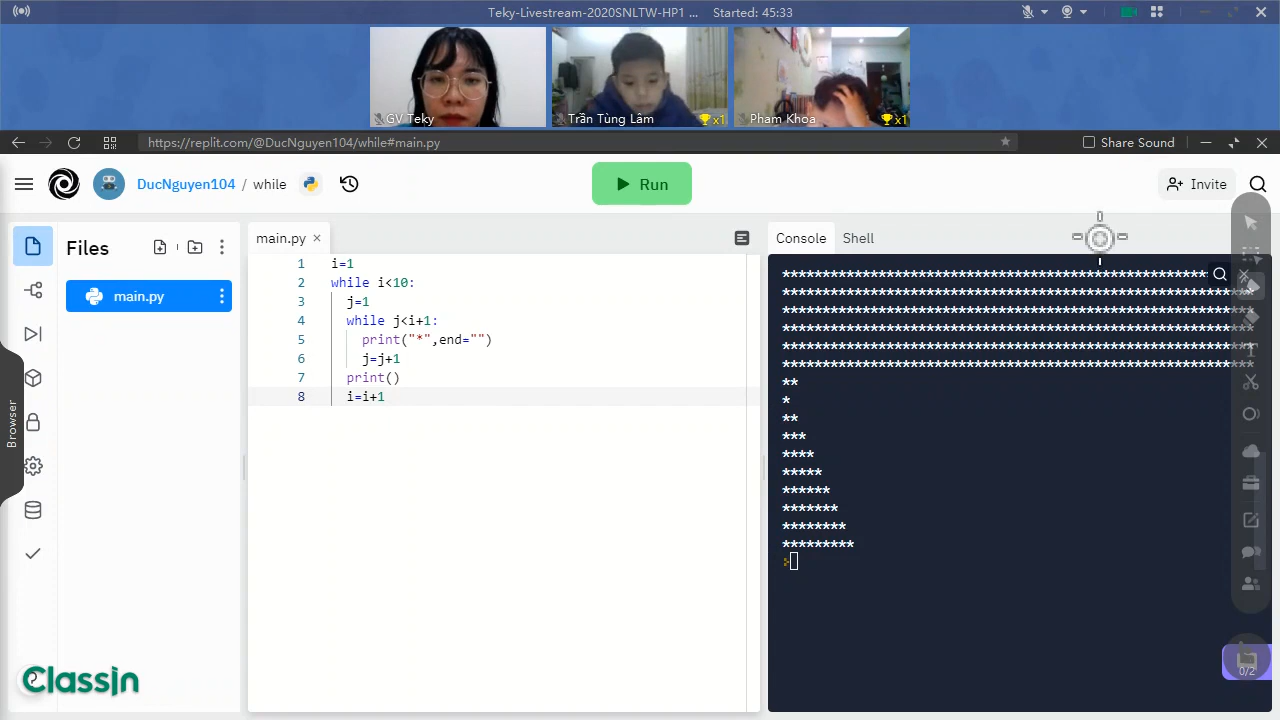 Teky-Livestream-2020SNLTW-HP1 ... Started: 45:33
GV Teky
Trần Tùng Lâm
x1
Pham Khoa
x1
https://replit.com/@DucNguyen104/while#main.py
Share Sound
DucNguyen104 / while
Run
Invite
Files
main.py
main.py
Console
Shell
1 i=1
2 while i<10:
3 j=1
4 while j<i+1:
5 print("*",end="")
6 j=j+1
7 print()
8 i=i+1
**
*
**
***
****
*****
******
*******
********
*********
Browser
ClassIn
0/2